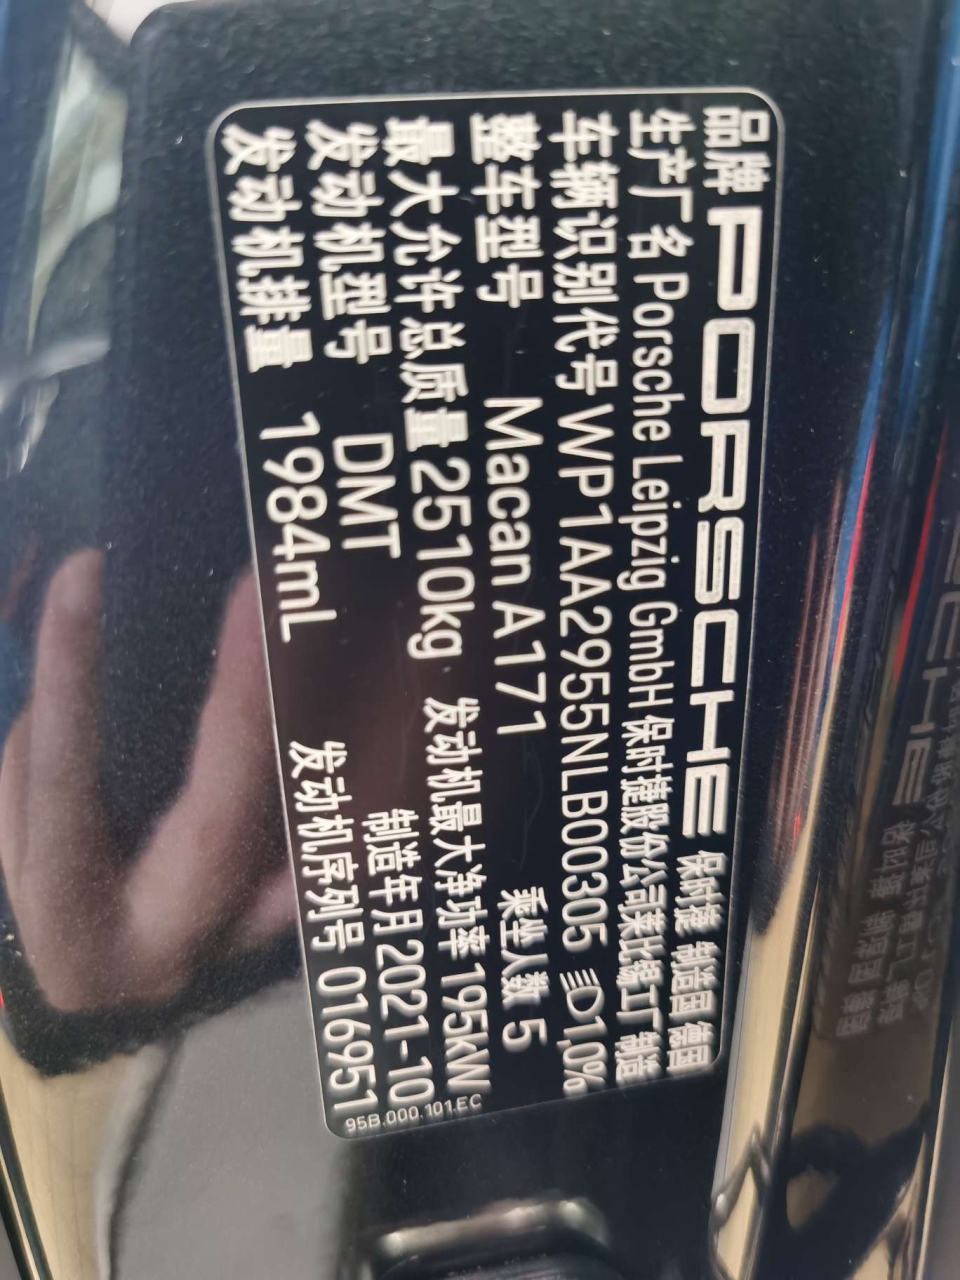 品牌 PORSCHE 保时捷 制造国 德国
生产厂名 Porsche Leipzig GmbH 保时捷股份公司莱比锡工厂制造
车辆识别代号 WP1AA295NLB00305 1,0%
整车型号 Macan A171 乘坐人数 5
最大允许总质量 2510kg 发动机最大净功率 195kW
发动机型号 DMT 制造年月 2021-10
发动机排量 1984mL 发动机序列号 016951
95B.000.101.EC